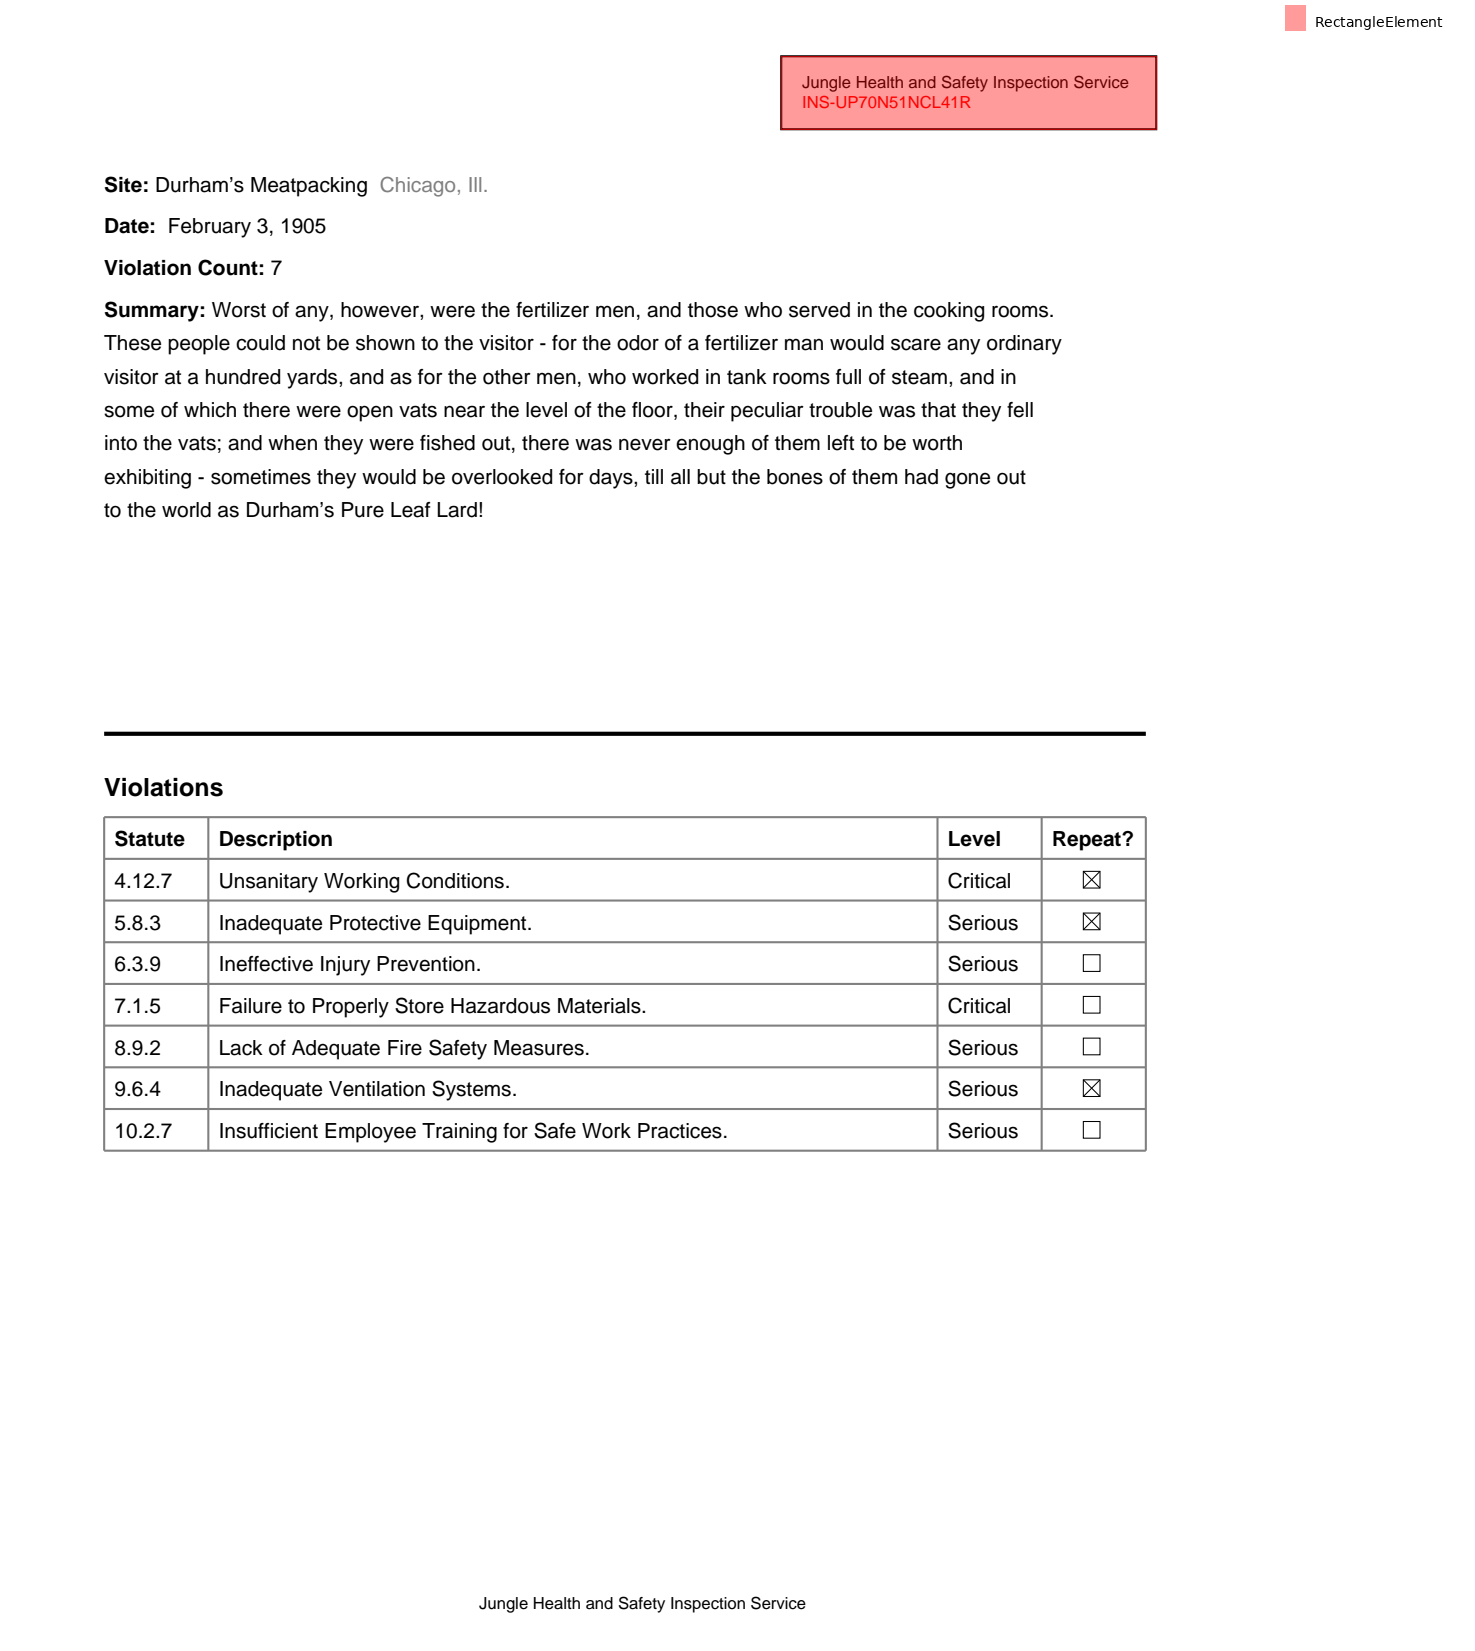 RectangleElement
Jungle Health and Safety Inspection Service
INS-UP70N51NCL41R
Site: Durham’s Meatpacking Chicago, Ill.
Date: February 3, 1905
Violation Count: 7
Summary: Worst of any, however, were the fertilizer men, and those who served in the cooking rooms.
These people could not be shown to the visitor - for the odor of a fertilizer man would scare any ordinary
visitor at a hundred yards, and as for the other men, who worked in tank rooms full of steam, and in
some of which there were open vats near the level of the floor, their peculiar trouble was that they fell
into the vats; and when they were fished out, there was never enough of them left to be worth
exhibiting - sometimes they would be overlooked for days, till all but the bones of them had gone out
to the world as Durham’s Pure Leaf Lard!
Violations
Statute Description Level Repeat?
4.12.7 Unsanitary Working Conditions. Critical ☒
5.8.3 Inadequate Protective Equipment. Serious ☒
6.3.9 Ineffective Injury Prevention. Serious ☐
7.1.5 Failure to Properly Store Hazardous Materials. Critical ☐
8.9.2 Lack of Adequate Fire Safety Measures. Serious ☐
9.6.4 Inadequate Ventilation Systems. Serious ☒
10.2.7 Insufficient Employee Training for Safe Work Practices. Serious ☐
Jungle Health and Safety Inspection Service